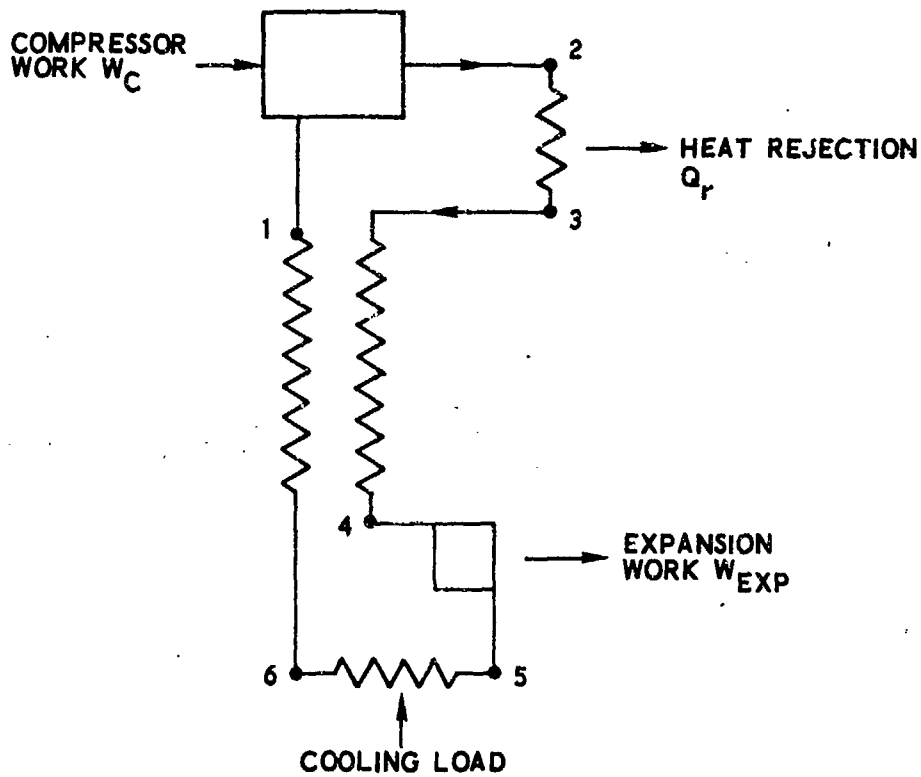 COMPRESSOR
WORK W_C
2
HEAT REJECTION
Q_r
3
1
4
EXPANSION
WORK W_EXP
6
5
COOLING LOAD